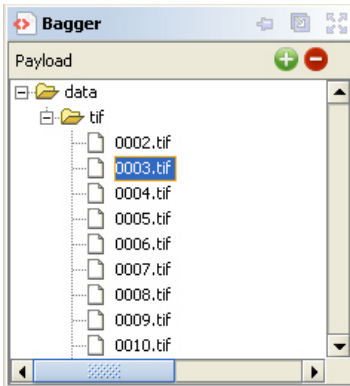 Bagger
Payload
data
tif
0002.tif
0003.tif
0004.tif
0005.tif
0006.tif
0007.tif
0008.tif
0009.tif
0010.tif